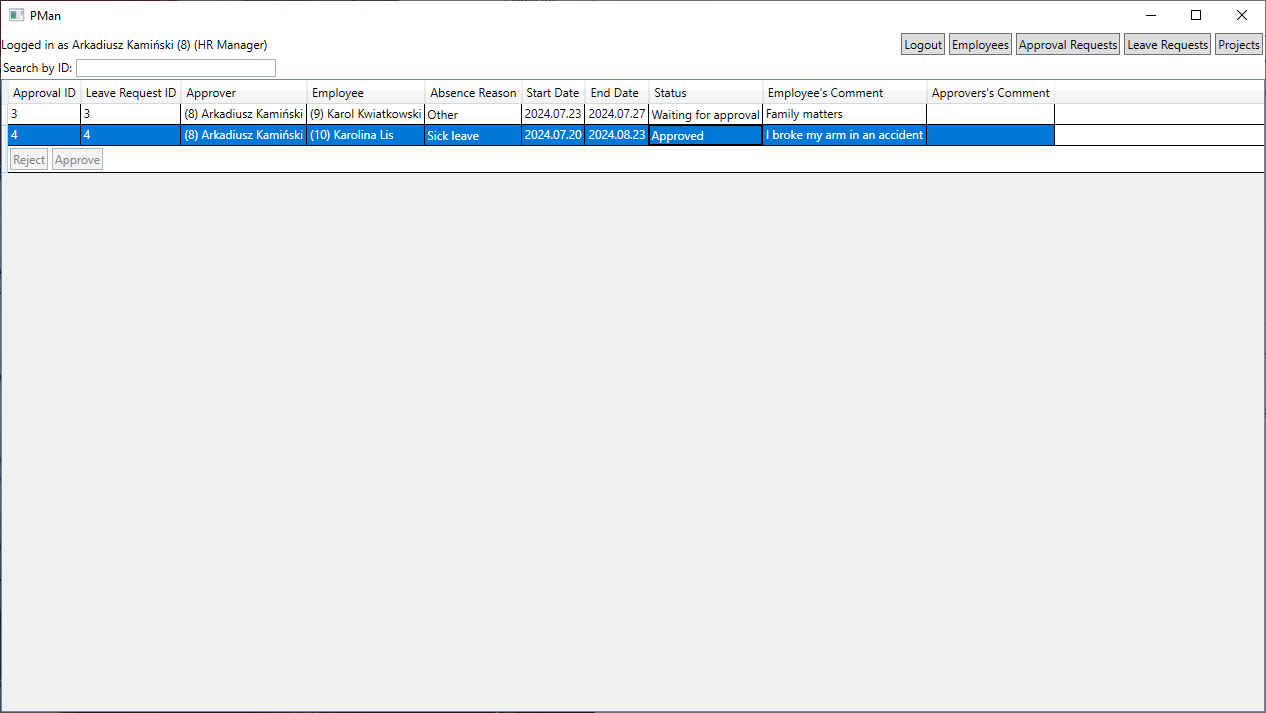 PMan
Logged in as Arkadiusz Kamiński (8) (HR Manager) Logout Employees Approval Requests Leave Requests Projects
Search by ID:
Approval ID Leave Request ID Approver Employee Absence Reason Start Date End Date Status Employee's Comment Approvers's Comment
3 3 (8) Arkadiusz Kamiński (9) Karol Kwiatkowski Other 2024.07.23 2024.07.27 Waiting for approval Family matters
4 4 (8) Arkadiusz Kamiński (10) Karolina Lis Sick leave 2024.07.20 2024.08.23 Approved I broke my arm in an accident
Reject Approve